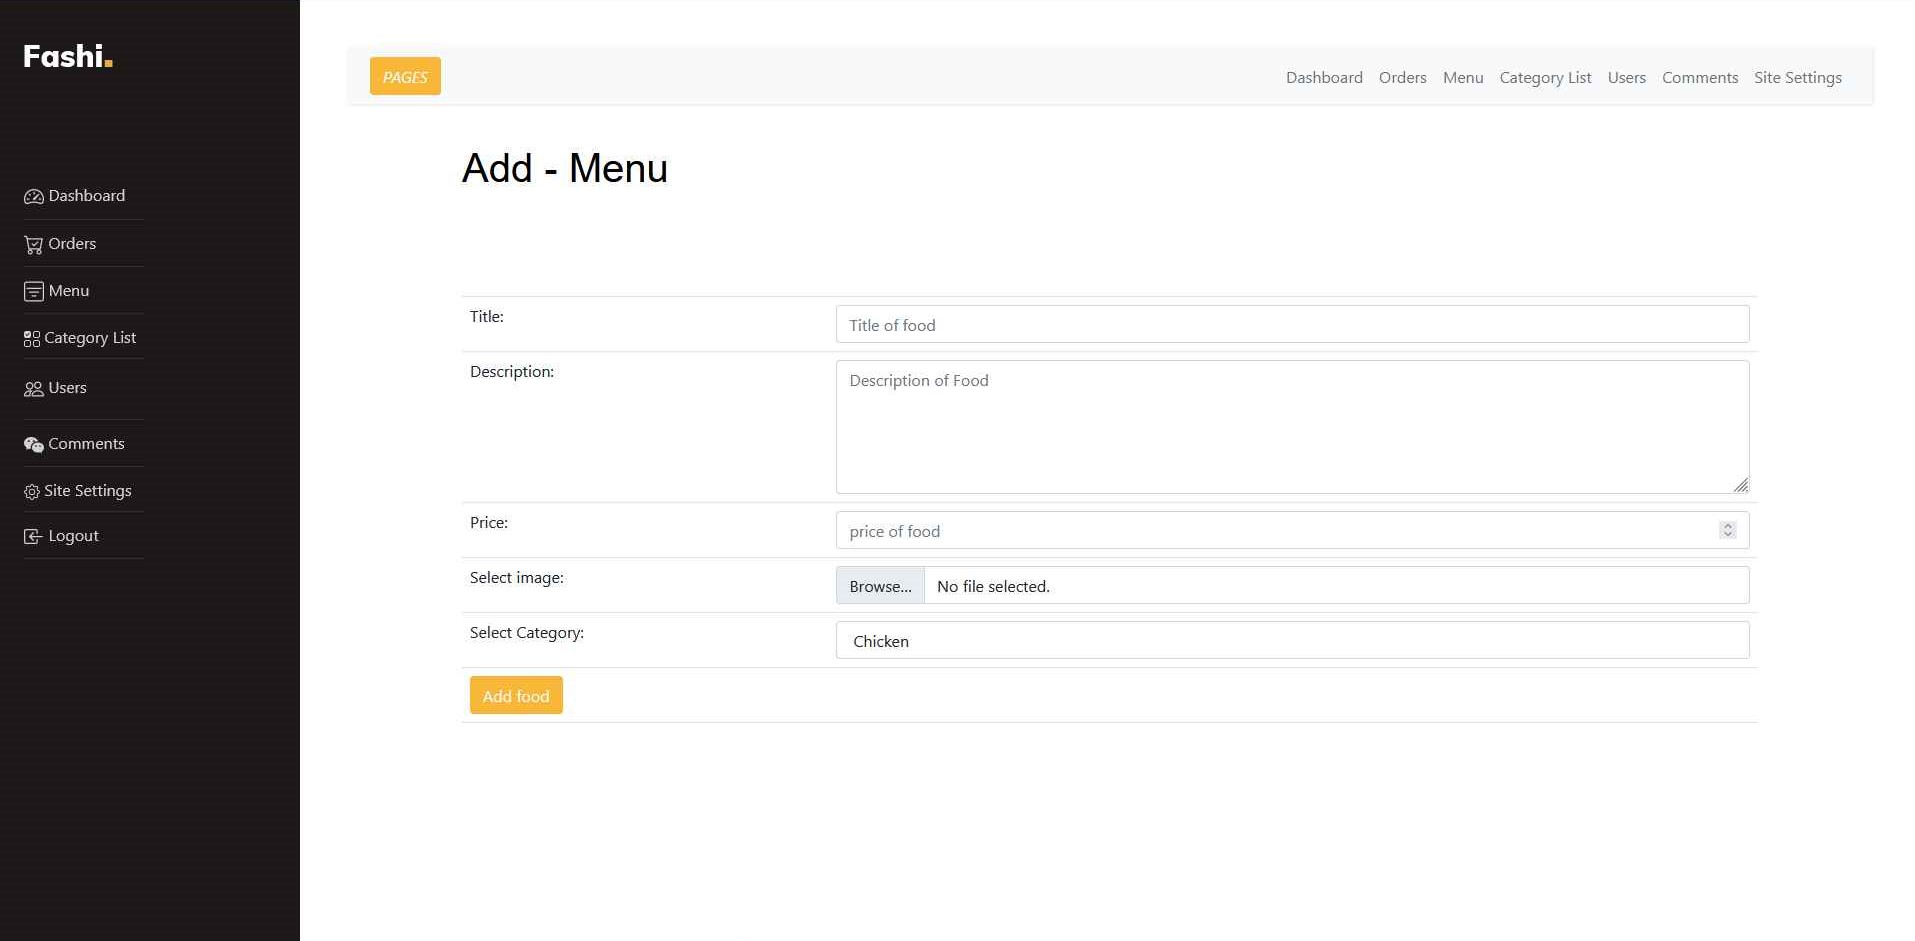 Fashi.
Dashboard
Orders
Menu
Category List
Users
Comments
Site Settings
Logout
PAGES
Dashboard Orders Menu Category List Users Comments Site Settings
Add - Menu
Title:
Title of food
Description:
Description of Food
Price:
price of food
Select image:
Browse... No file selected.
Select Category:
Chicken
Add food